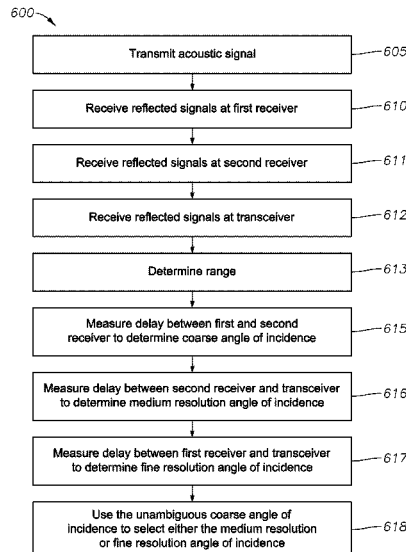 600
Transmit acoustic signal
605
Receive reflected signals at first receiver
610
Receive reflected signals at second receiver
611
Receive reflected signals at transceiver
612
Determine range
613
Measure delay between first and second
receiver to determine coarse angle of incidence
615
Measure delay between second receiver and transceiver
to determine medium resolution angle of incidence
616
Measure delay between first receiver and transceiver
to determine fine resolution angle of incidence
617
Use the unambiguous coarse angle of
incidence to select either the medium resolution
or fine resolution angle of incidence
618